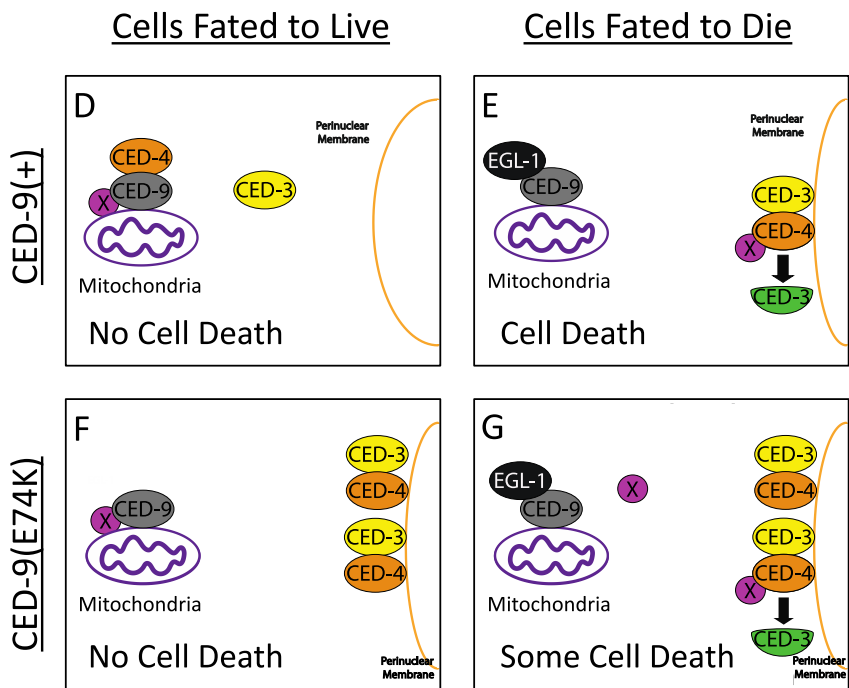 Cells Fated to Live
Cells Fated to Die
CED-9(+)
D
Perinuclear
Membrane
CED-4
CED-9
X
CED-3
Mitochondria
No Cell Death
E
Perinuclear
Membrane
EGL-1
CED-9
CED-3
CED-4
X
CED-3
Mitochondria
Cell Death
CED-9(E74K)
F
CED-3
CED-4
CED-9
X
CED-3
CED-4
Mitochondria
No Cell Death
Perinuclear
Membrane
G
CED-3
EGL-1
X
CED-4
CED-9
CED-3
CED-4
X
Mitochondria
CED-3
Some Cell Death
Perinuclear
Membrane